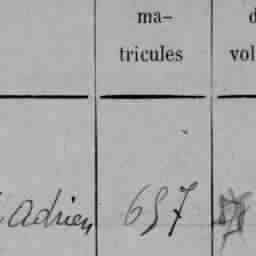 ma-
tricules
vol
Adrien 657